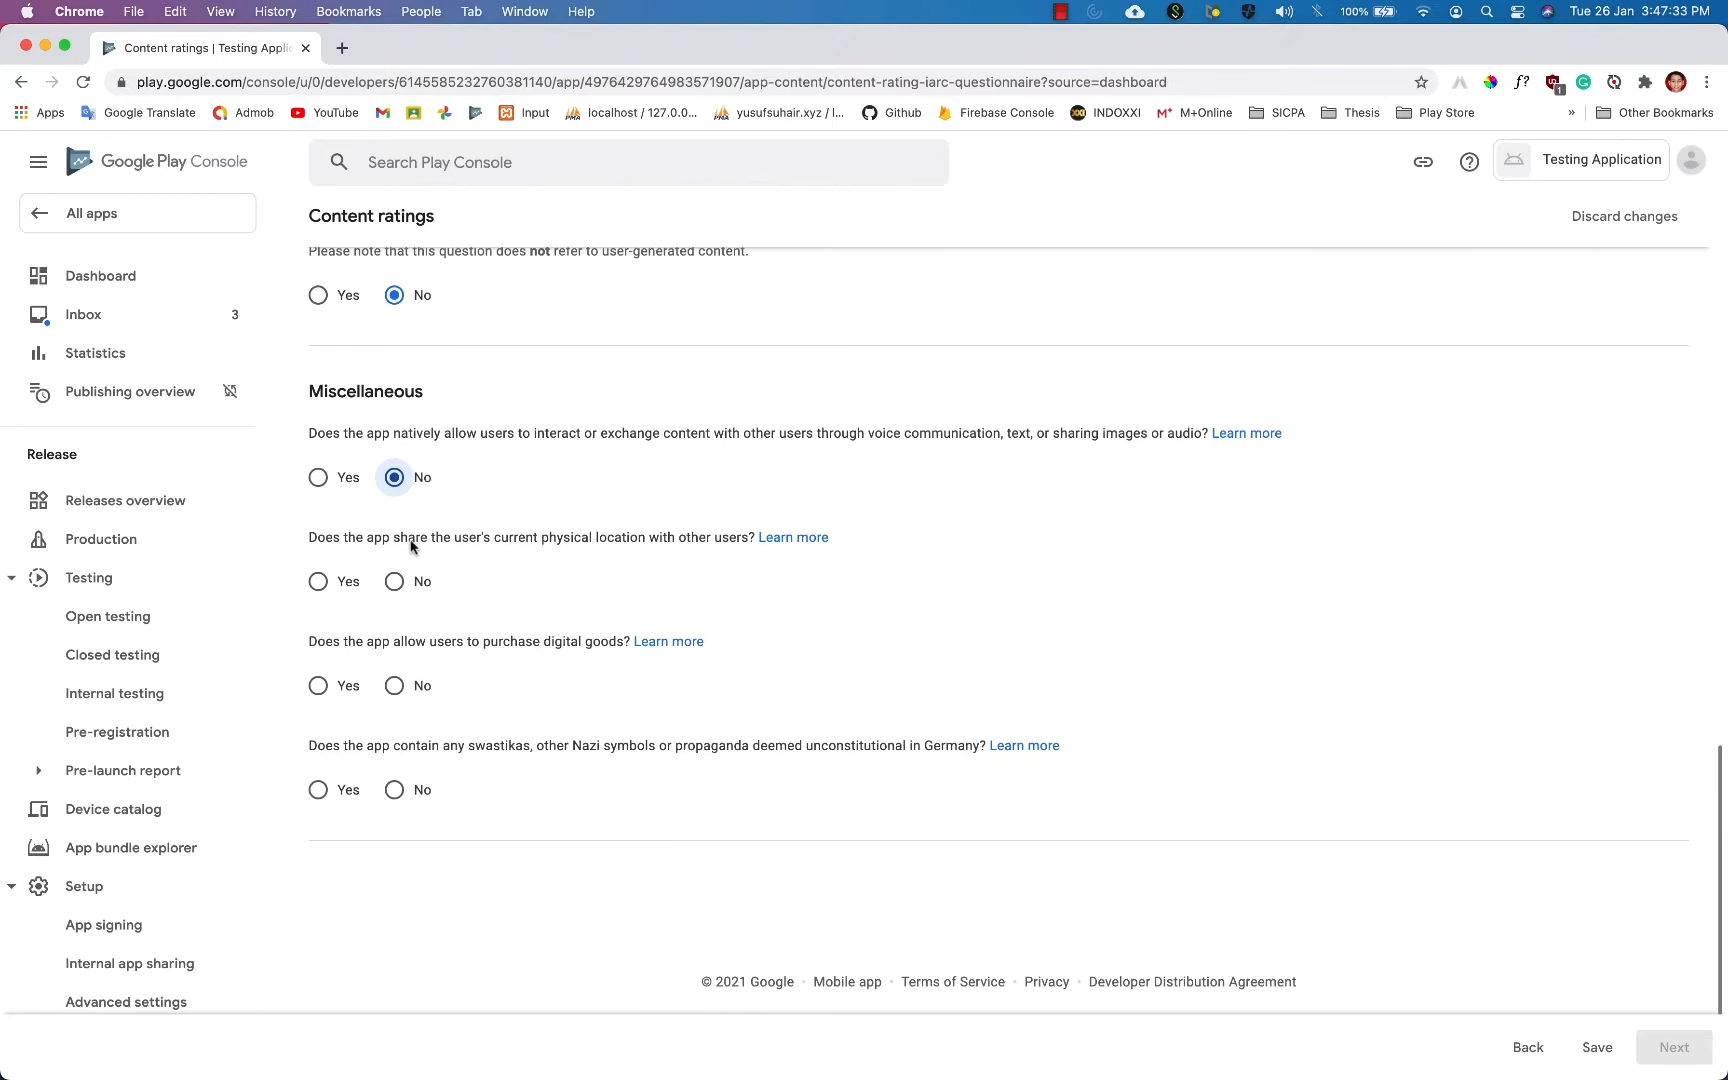 Chrome File Edit View History Bookmarks People Tab Window Help 100% Tue 26 Jan 3:47:33 PM
Content ratings | Testing Applic
play.google.com/console/u/0/developers/6145585232760381140/app/4976429764983571907/app-content/content-rating-iarc-questionnaire?source=dashboard
Apps Google Translate Admob YouTube Input localhost / 127.0.0... yusufsuhair.xyz / l... Github Firebase Console INDOXXI M+Online SICPA Thesis Play Store » Other Bookmarks
Google Play Console
Search Play Console
Testing Application
All apps
Content ratings
Discard changes
Please note that this question does not refer to user-generated content.
Dashboard
Yes No
Inbox 3
Statistics
Publishing overview
Miscellaneous
Does the app natively allow users to interact or exchange content with other users through voice communication, text, or sharing images or audio? Learn more
Release
Yes No
Releases overview
Production
Does the app share the user's current physical location with other users? Learn more
Testing
Yes No
Open testing
Does the app allow users to purchase digital goods? Learn more
Closed testing
Internal testing
Yes No
Pre-registration
Does the app contain any swastikas, other Nazi symbols or propaganda deemed unconstitutional in Germany? Learn more
Pre-launch report
Yes No
Device catalog
App bundle explorer
Setup
App signing
Internal app sharing
© 2021 Google · Mobile app · Terms of Service · Privacy · Developer Distribution Agreement
Advanced settings
Back Save Next